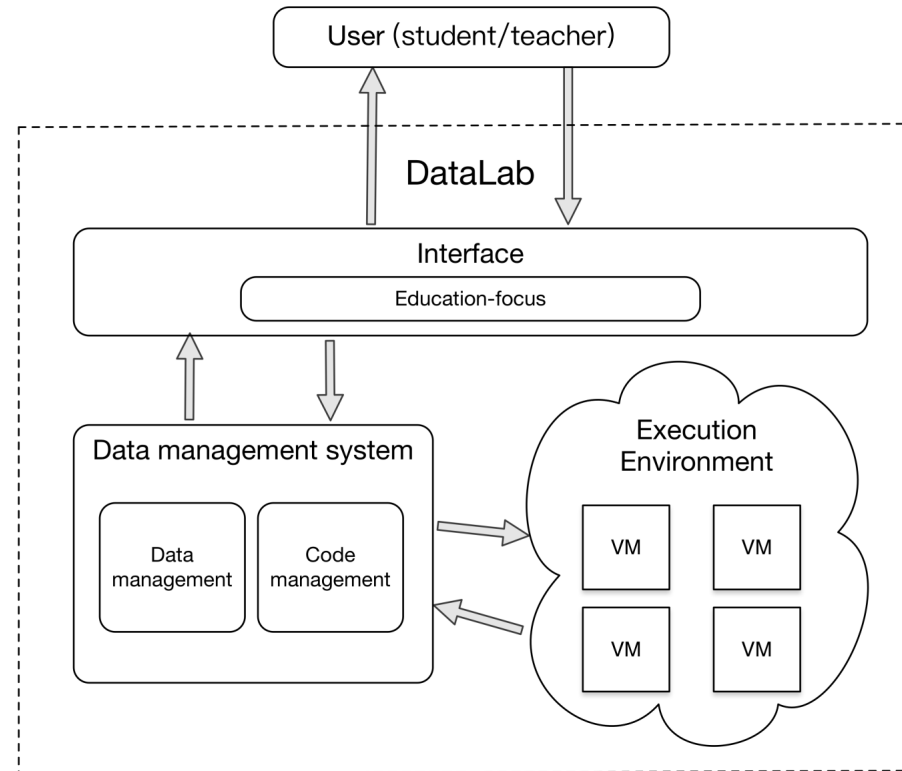 User (student/teacher)
DataLab
Interface
Education-focus
Data management system
Data
management
Code
management
Execution
Environment
VM
VM
VM
VM